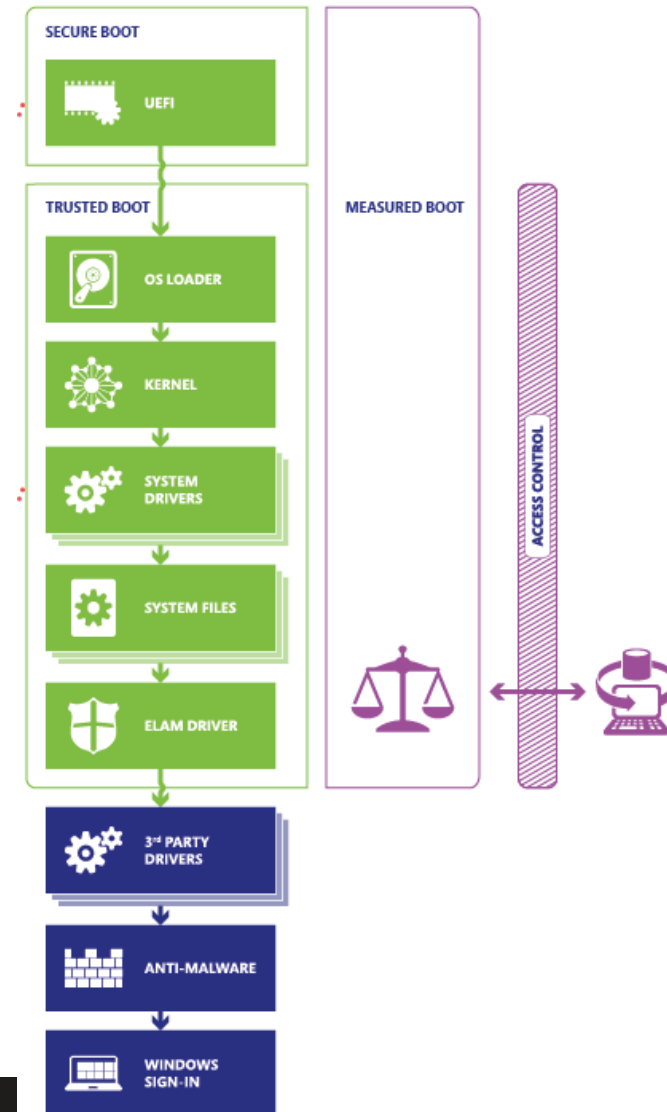 SECURE BOOT
UEFI
TRUSTED BOOT
MEASURED BOOT
OS LOADER
KERNEL
SYSTEM
DRIVERS
ACCESS CONTROL
SYSTEM FILES
ELAM DRIVER
3rd PARTY
DRIVERS
ANTI-MALWARE
WINDOWS
SIGN-IN